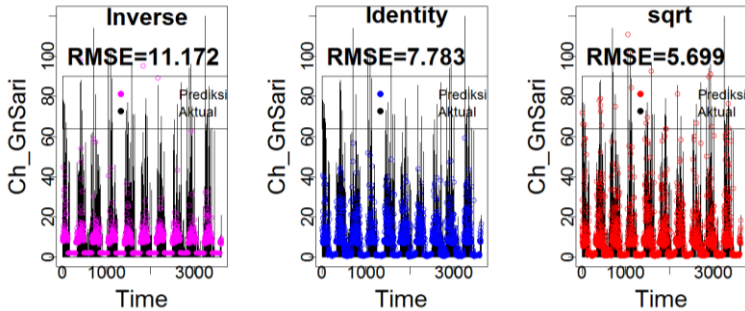 Inverse
RMSE=11.172
Prediksi
Aktual
Ch_GnSari
0 20 40 60 80 100
0 1000 3000
Time
Identity
RMSE=7.783
Prediksi
Aktual
Ch_GnSari
0 20 40 60 80 100
0 1000 3000
Time
sqrt
RMSE=5.699
Prediksi
Aktual
Ch_GnSari
0 20 40 60 80 100
0 1000 3000
Time